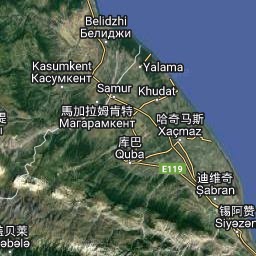 Belidzhi
Белиджи
Yalama
Kasumkent
Касумкент
Samur
Khudat
馬加拉姆肯特
Магарамкент
哈奇马斯
Xaçmaz
库巴
Quba
E119
迪维奇
Şabran
锡阿赞
Siyəzən